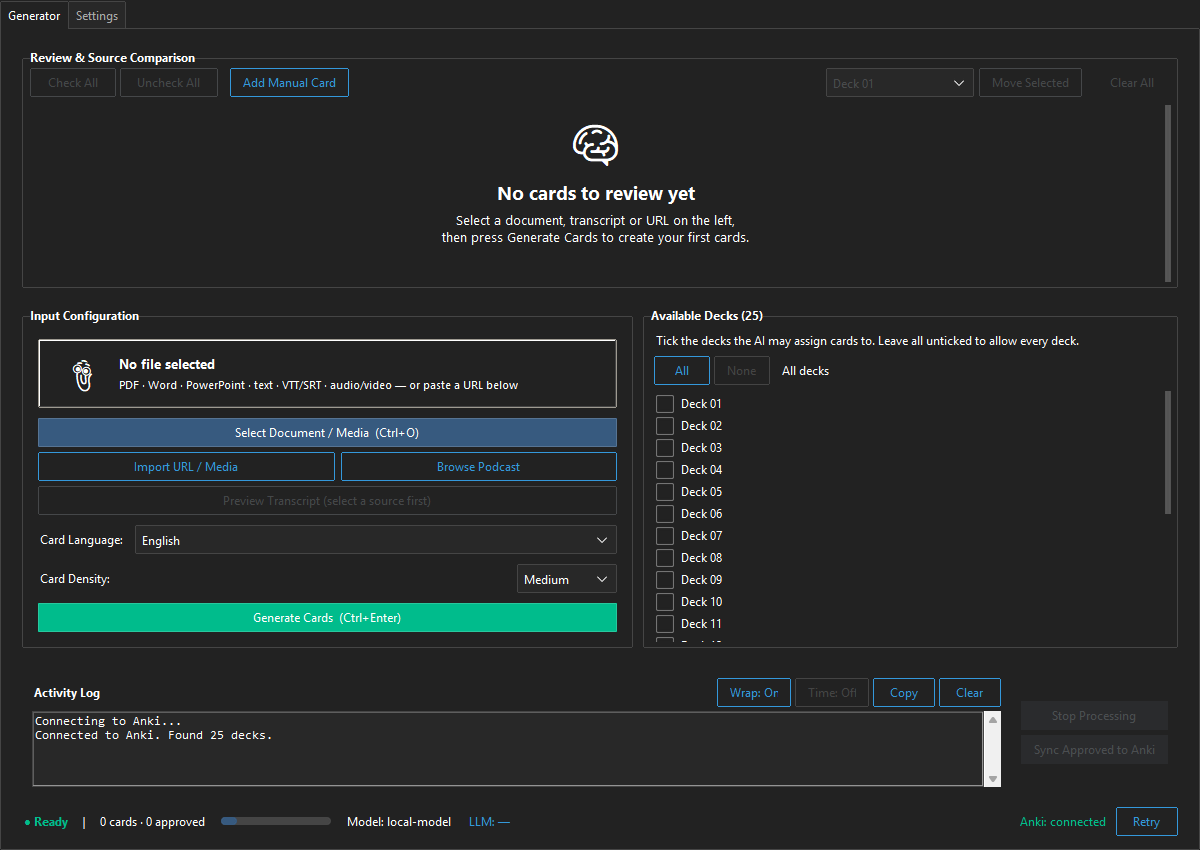 Generator
Settings
Review & Source Comparison
Check All
Uncheck All
Add Manual Card
Deck 01
Move Selected
Clear All
No cards to review yet
Select a document, transcript or URL on the left,
then press Generate Cards to create your first cards.
Input Configuration
No file selected
PDF · Word · PowerPoint · text · VTT/SRT · audio/video — or paste a URL below
Select Document / Media (Ctrl+O)
Import URL / Media
Browse Podcast
Preview Transcript (select a source first)
Card Language:
English
Card Density:
Medium
Generate Cards (Ctrl+Enter)
Available Decks (25)
Tick the decks the AI may assign cards to. Leave all unticked to allow every deck.
All
None
All decks
Deck 01
Deck 02
Deck 03
Deck 04
Deck 05
Deck 06
Deck 07
Deck 08
Deck 09
Deck 10
Deck 11
Activity Log
Wrap: On
Time: Off
Copy
Clear
Connecting to Anki...
Connected to Anki. Found 25 decks.
Stop Processing
Sync Approved to Anki
● Ready
|
0 cards · 0 approved
Model: local-model
LLM: —
Anki: connected
Retry